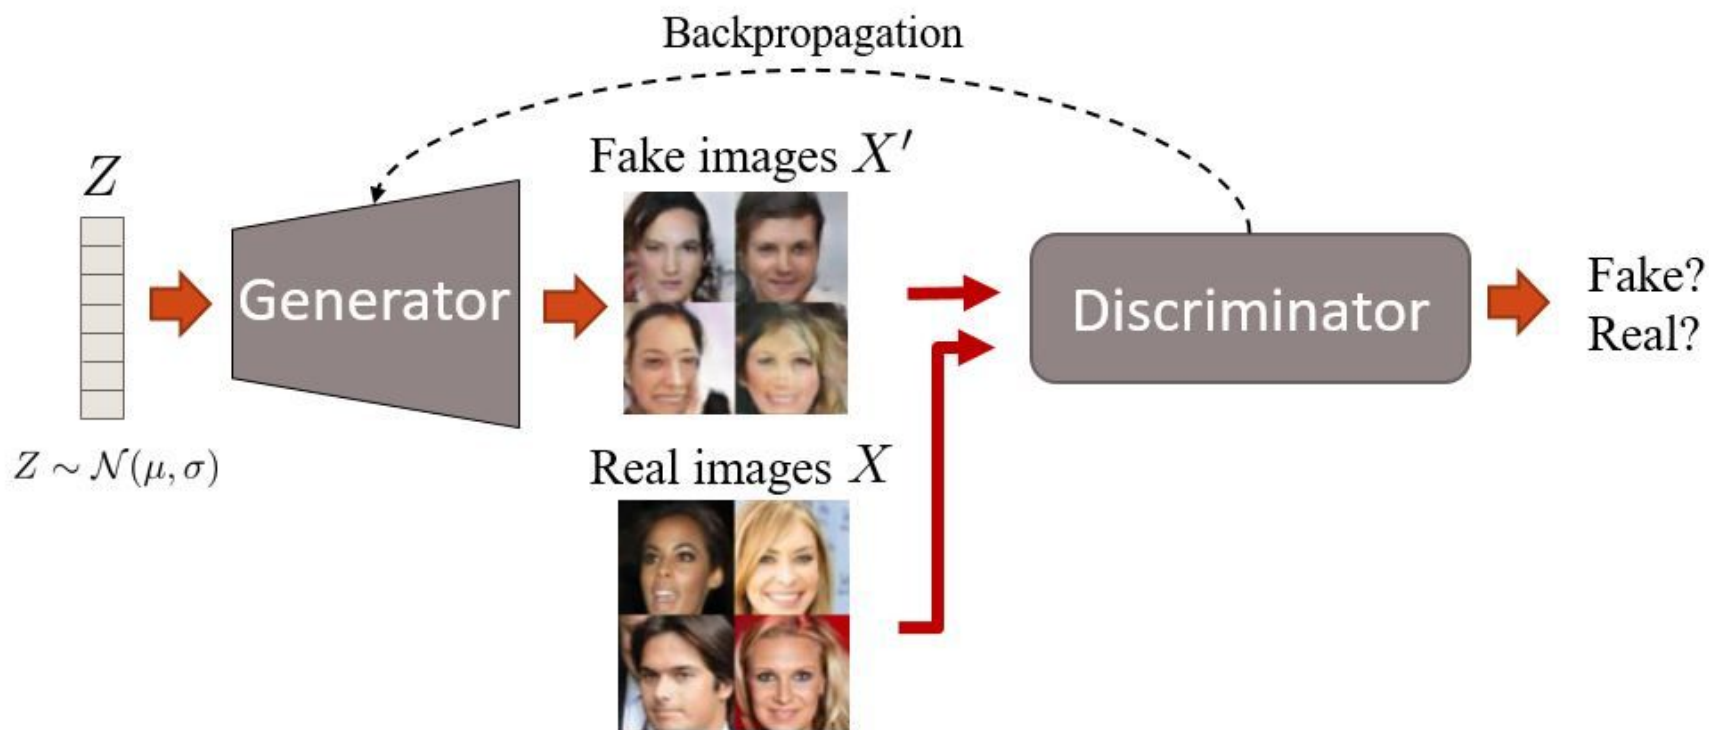 Backpropagation
Z
Generator
Z ∼ 𝒩(μ, σ)
Fake images X′
Real images X
Discriminator
Fake?
Real?